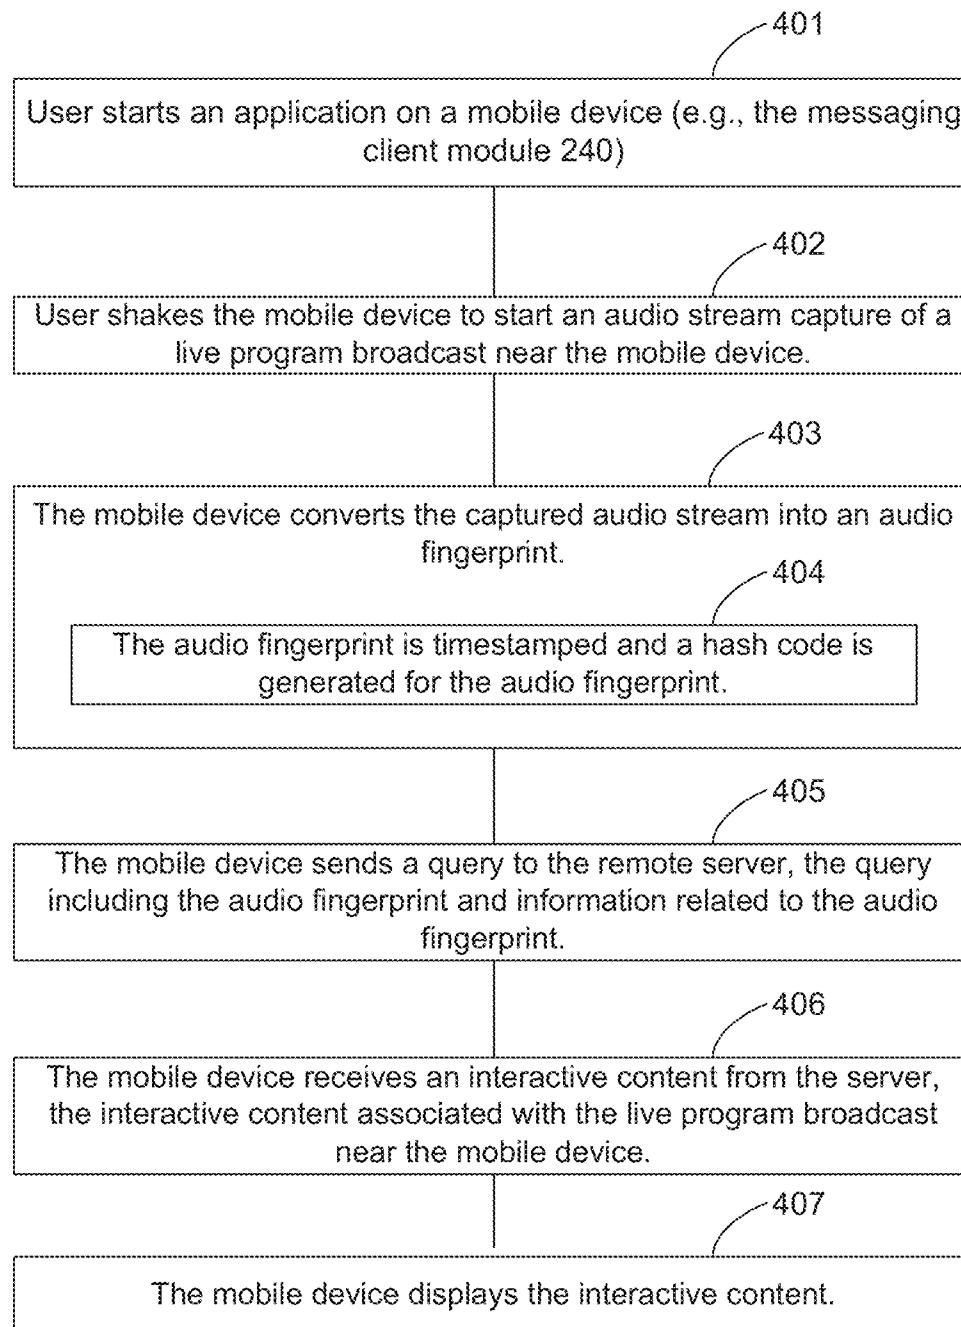 401
User starts an application on a mobile device (e.g., the messaging
client module 240)
402
User shakes the mobile device to start an audio stream capture of a
live program broadcast near the mobile device.
403
The mobile device converts the captured audio stream into an audio
fingerprint.
404
The audio fingerprint is timestamped and a hash code is
generated for the audio fingerprint.
405
The mobile device sends a query to the remote server, the query
including the audio fingerprint and information related to the audio
fingerprint.
406
The mobile device receives an interactive content from the server,
the interactive content associated with the live program broadcast
near the mobile device.
407
The mobile device displays the interactive content.